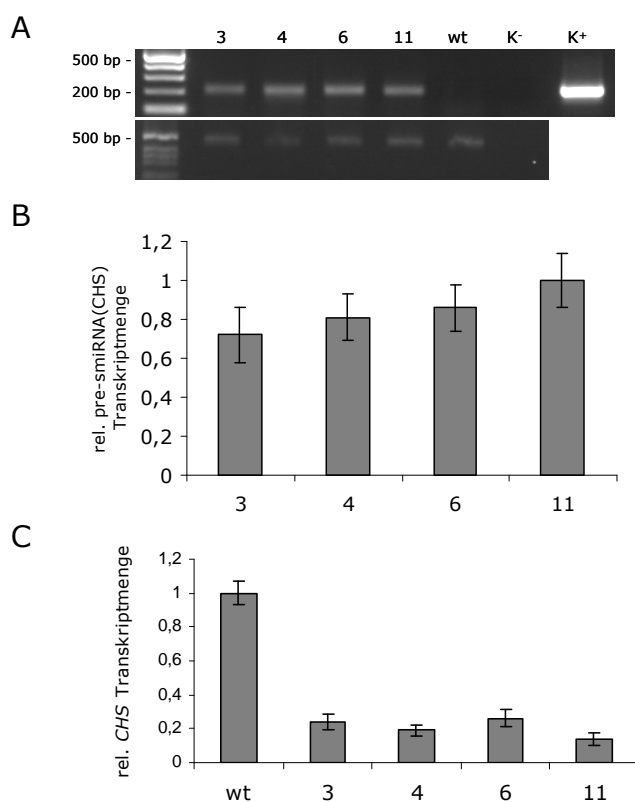 A
3 4 6 11 wt K- K+
500 bp -
200 bp -
500 bp -
B
rel. pre-smiRNA(CHS)
Transkriptmenge
1,2
1
0,8
0,6
0,4
0,2
0
3 4 6 11
C
rel. CHS Transkriptmenge
1,2
1
0,8
0,6
0,4
0,2
0
wt 3 4 6 11